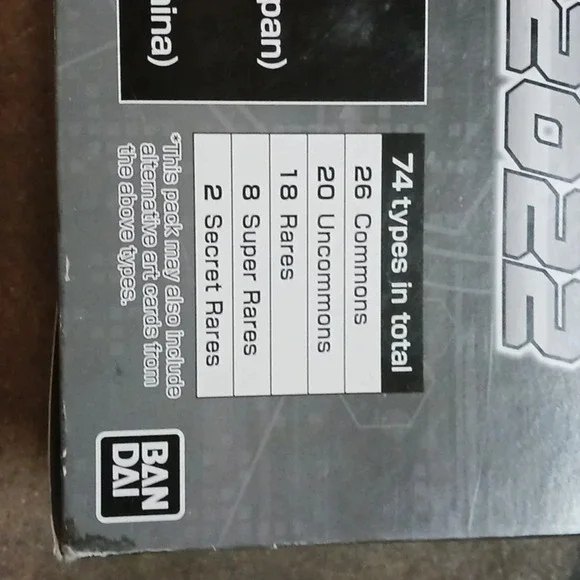 2022
pan)
ina)
74 types in total
26 Commons
20 Uncommons
18 Rares
8 Super Rares
2 Secret Rares
*This pack may also include
alternative art cards from
the above types.
BAN
DAI